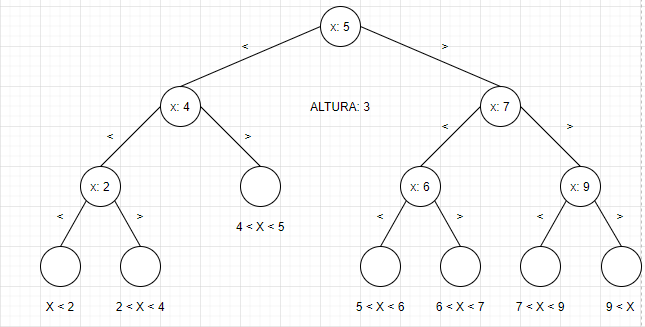 x: 5
< >
x: 4
ALTURA: 3
x: 7
< > < >
x: 2
x: 6
x: 9
4 < X < 5
< > < > < >
X < 2
2 < X < 4
5 < X < 6
6 < X < 7
7 < X < 9
9 < X